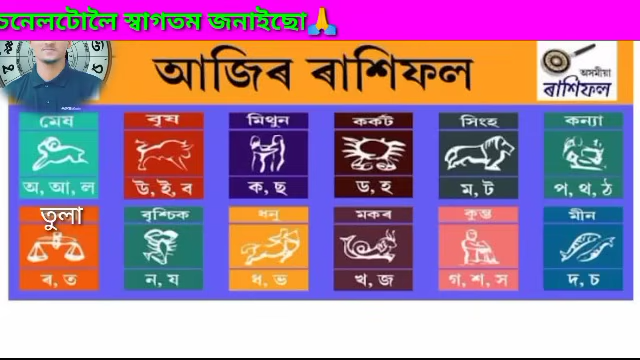 চেনেলটোলৈ স্বাগতম জনাইছো🙏
আজিৰ ৰাশিফল
অসমীয়া
ৰাশিফল
মেষ বৃষ মিথুন কৰ্কট সিংহ কন্যা
অ, আ, ল উ, ই, ব ক, ছ ড, হ ম, ট প, থ, ঠ
তুলা বৃশ্চিক ধনু মকৰ কুম্ভ মীন
ৰ, ত ন, য ধ, ভ খ, জ গ, শ, স দ, চ